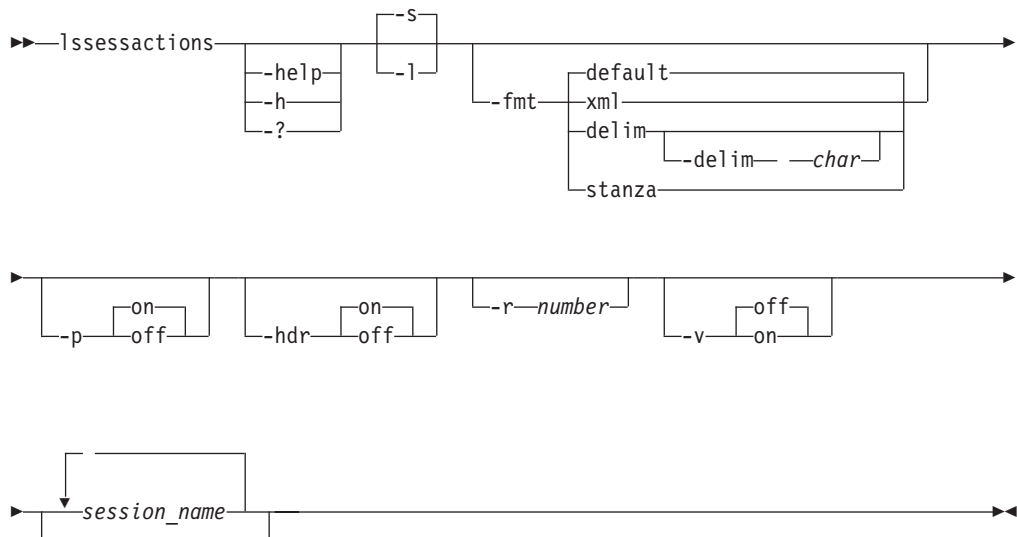 lssessactions
-help
-h
-?
-s
-l
-fmt
default
xml
delim
-delim char
stanza
-p
on
off
-hdr
on
off
-r number
-v
off
on
session_name